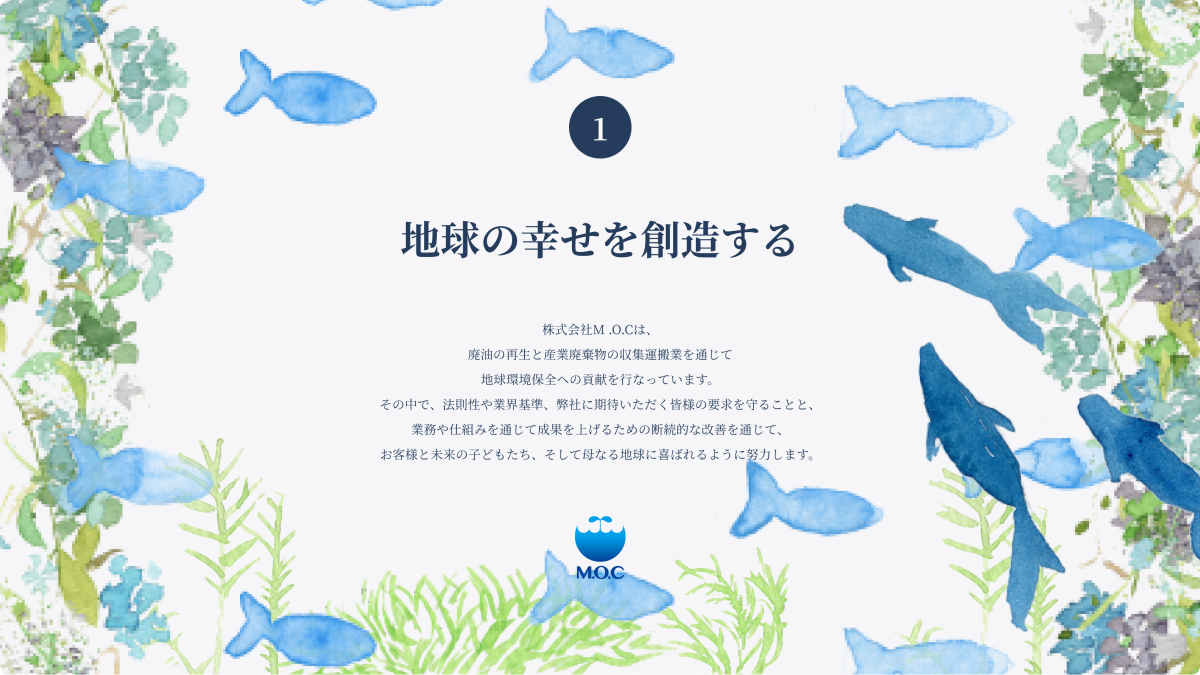 1
地球の幸せを創造する
株式会社M .O.Cは、
廃油の再生と産業廃棄物の収集運搬業を通じて
地球環境保全への貢献を行なっています。
その中で、法則性や業界基準、弊社に期待いただく皆様の要求を守ることと、
業務や仕組みを通じて成果を上げるための断続的な改善を通じて、
お客様と未来の子どもたち、そして母なる地球に喜ばれるように努力します。
M.O.C